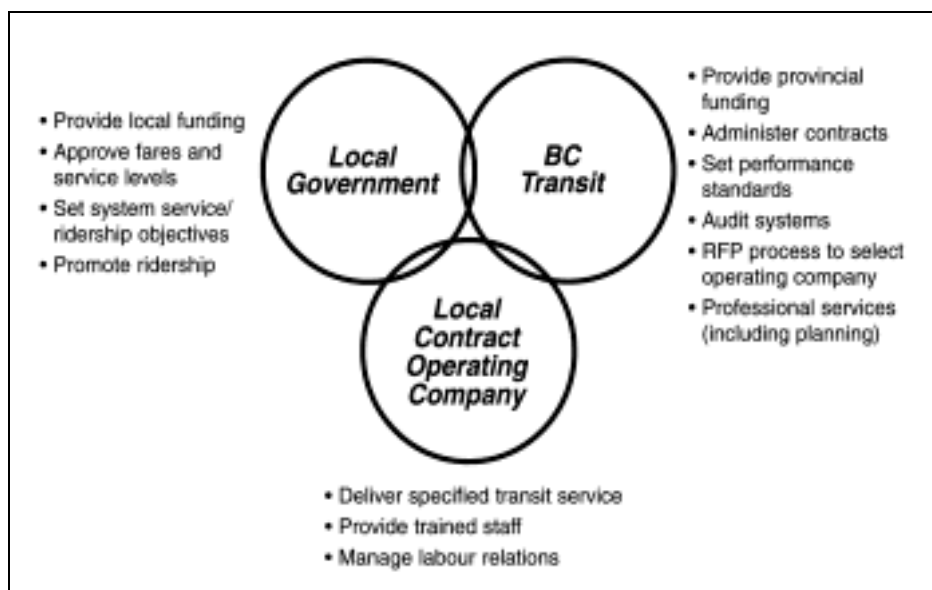 • Provide local funding
• Approve fares and
service levels
• Set system service/
ridership objectives
• Promote ridership
Local
Government
BC
Transit
• Provide provincial
funding
• Administer contracts
• Set performance
standards
• Audit systems
• RFP process to select
operating company
• Professional services
(including planning)
Local
Contract
Operating
Company
• Deliver specified transit service
• Provide trained staff
• Manage labour relations